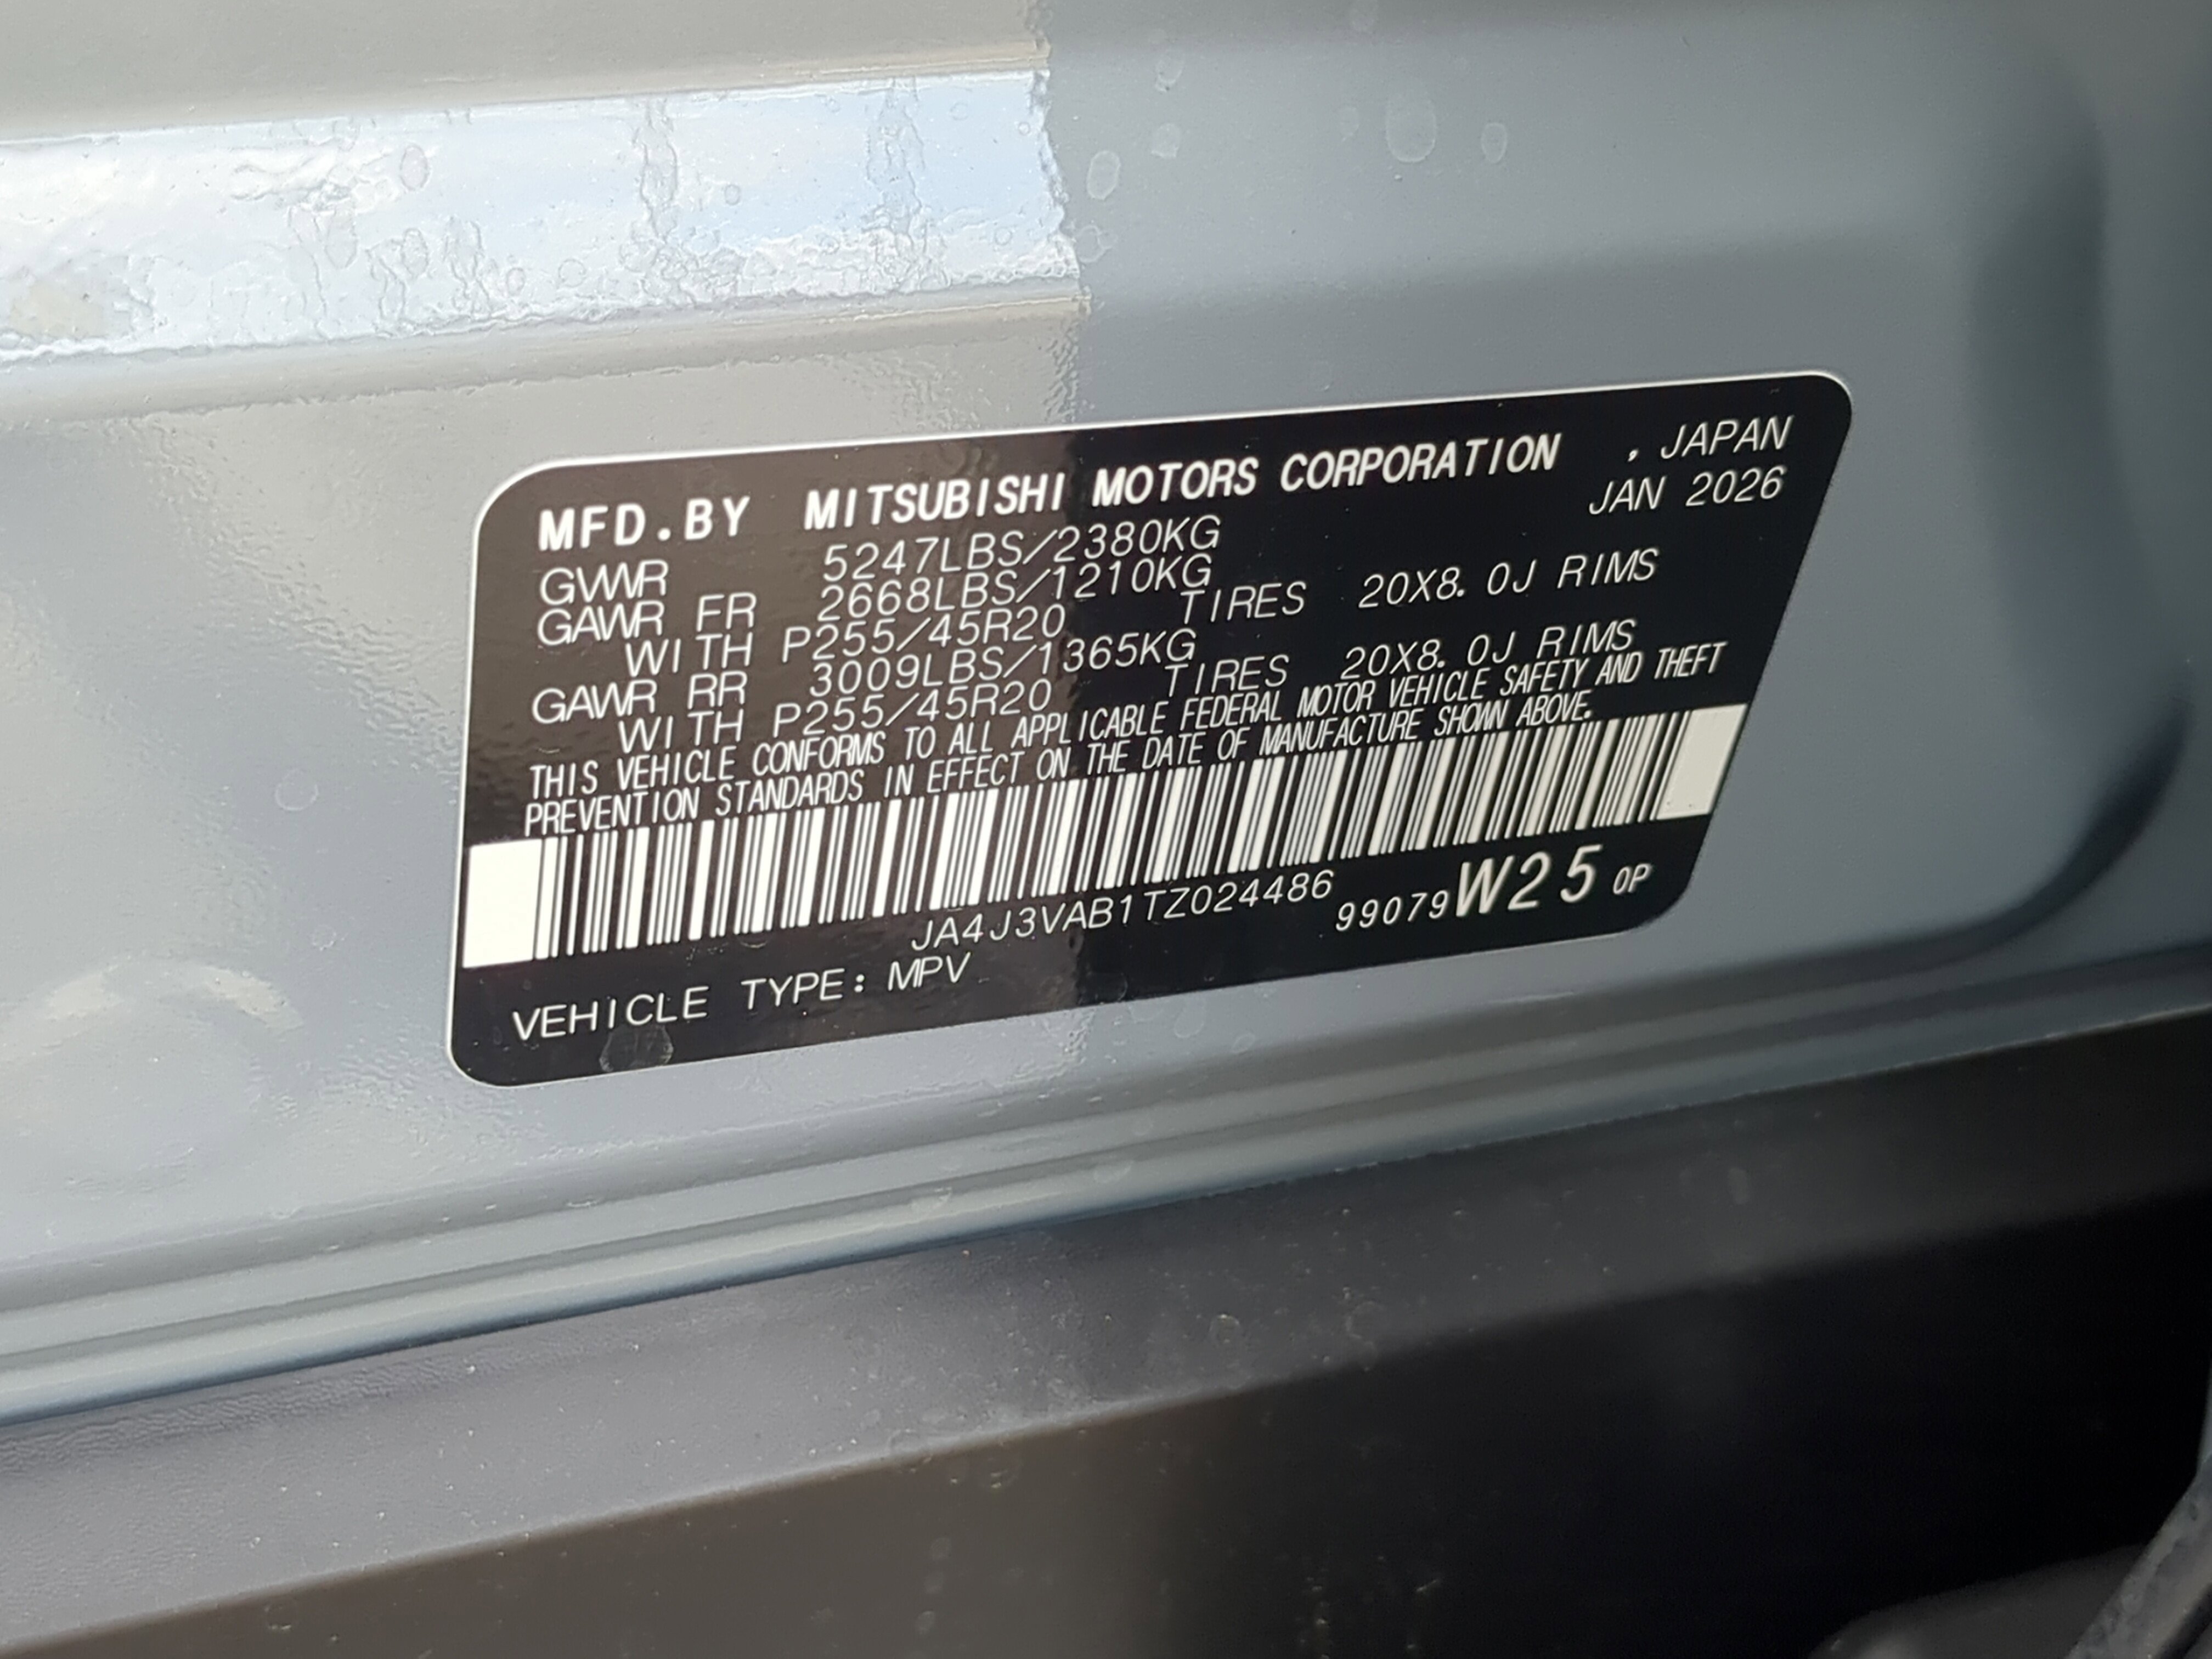 MFD.BY MITSUBISHI MOTORS CORPORATION , JAPAN
JAN 2026
GVWR 5247LBS/2380KG
GAWR FR 2668LBS/1210KG
WITH P255/45R20 TIRES 20X8.0J RIMS
GAWR RR 3009LBS/1365KG
WITH P255/45R20 TIRES 20X8.0J RIMS
THIS VEHICLE CONFORMS TO ALL APPLICABLE FEDERAL MOTOR VEHICLE SAFETY AND THEFT
PREVENTION STANDARDS IN EFFECT ON THE DATE OF MANUFACTURE SHOWN ABOVE.
JA4J3VAB1TZ024486 99079W25 OP
VEHICLE TYPE: MPV